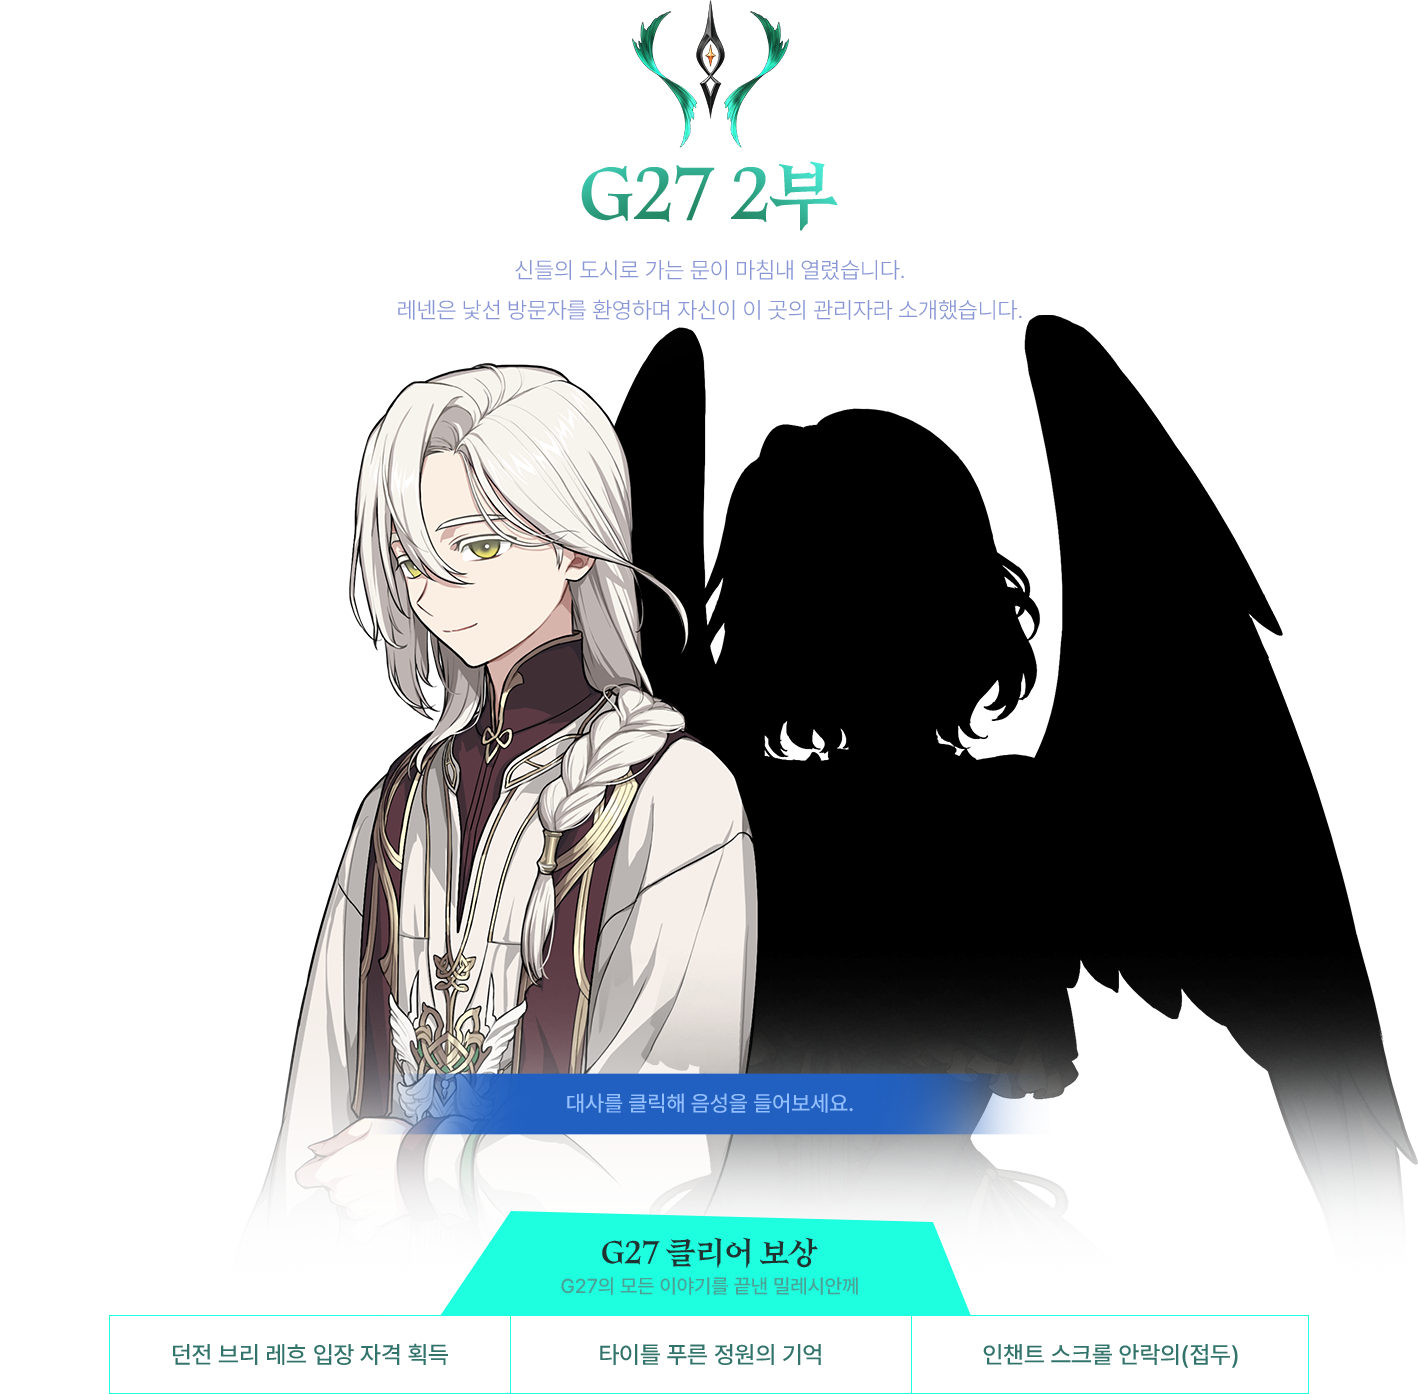 G27 2부
신들의 도시로 가는 문이 마침내 열렸습니다.
레넨은 낯선 방문자를 환영하며 자신이 이 곳의 관리자라 소개했습니다.
대사를 클릭해 음성을 들어보세요.
G27 클리어 보상
G27의 모든 이야기를 끝낸 밀레시안께
던전 브리 레흐 입장 자격 획득
타이틀 푸른 정원의 기억
인챈트 스크롤 안락의(접두)